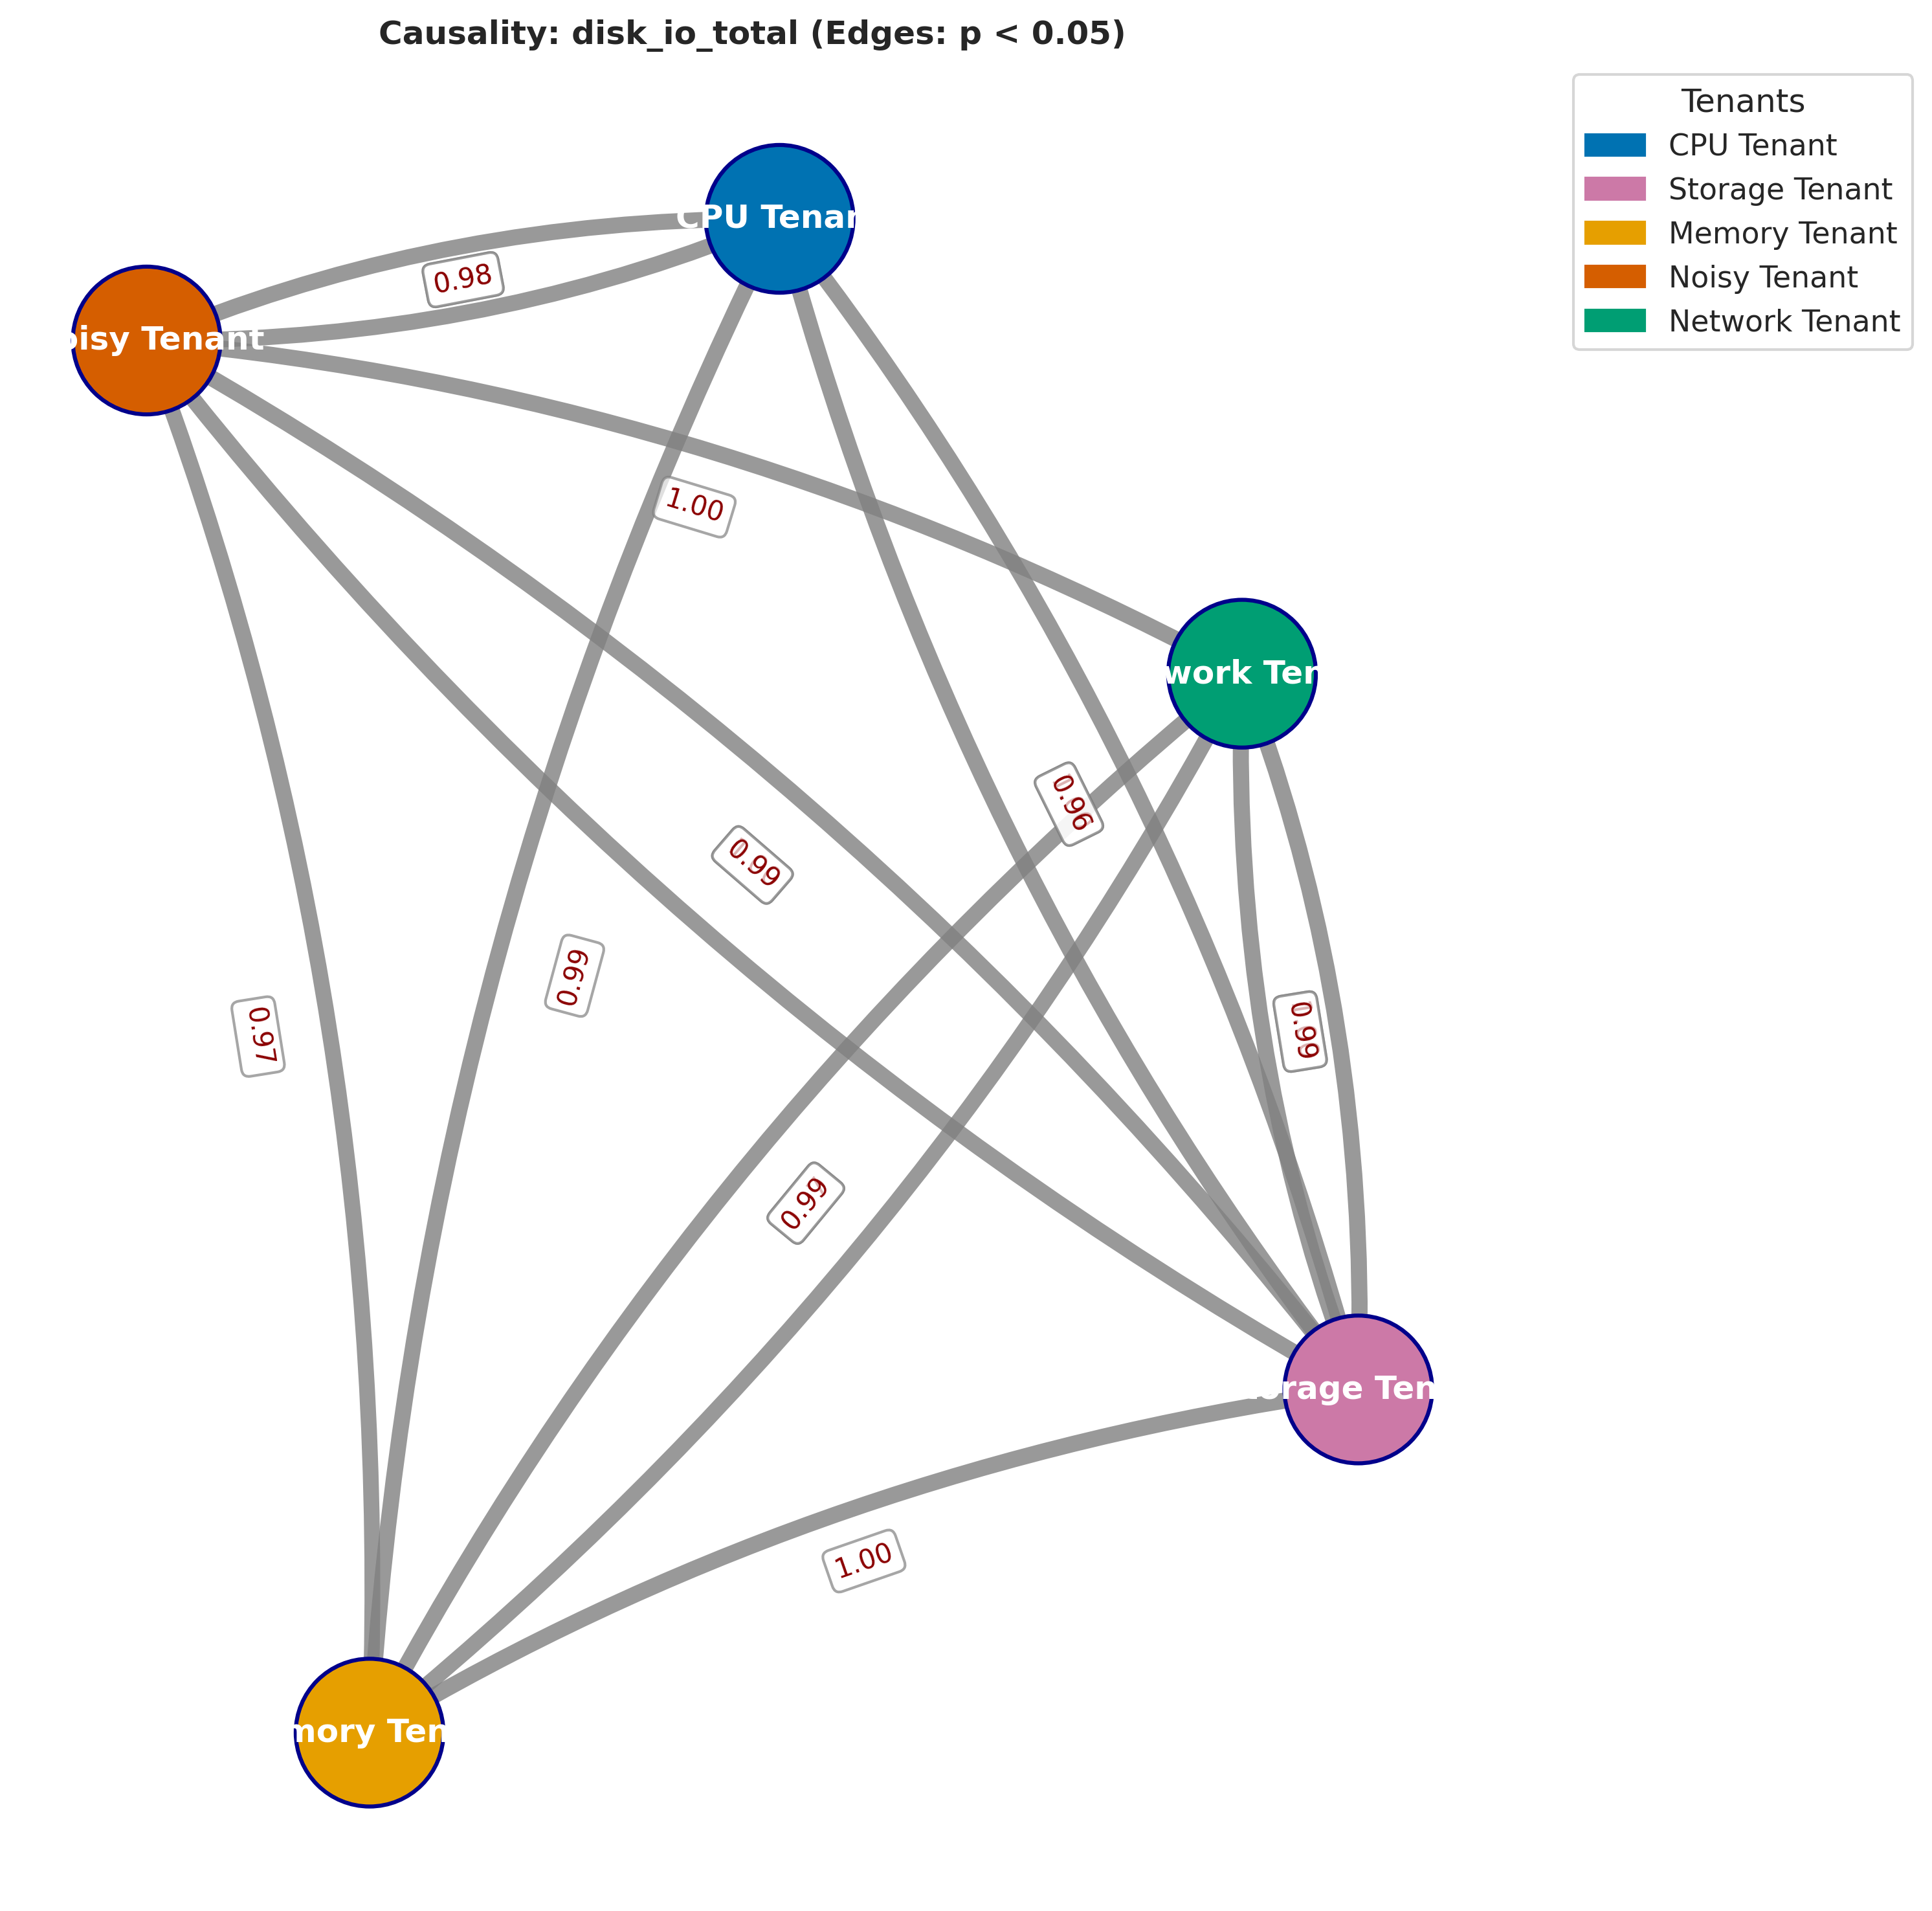 Causality: disk_io_total (Edges: p < 0.05)
Tenants
CPU Tenant
Storage Tenant
Memory Tenant
Noisy Tenant
Network Tenant
CPU Tenan
oisy Tenant
work Ten
rage Ten
mory Ten
0.98
1.00
0.96
0.99
0.99
0.97
0.99
0.99
1.00